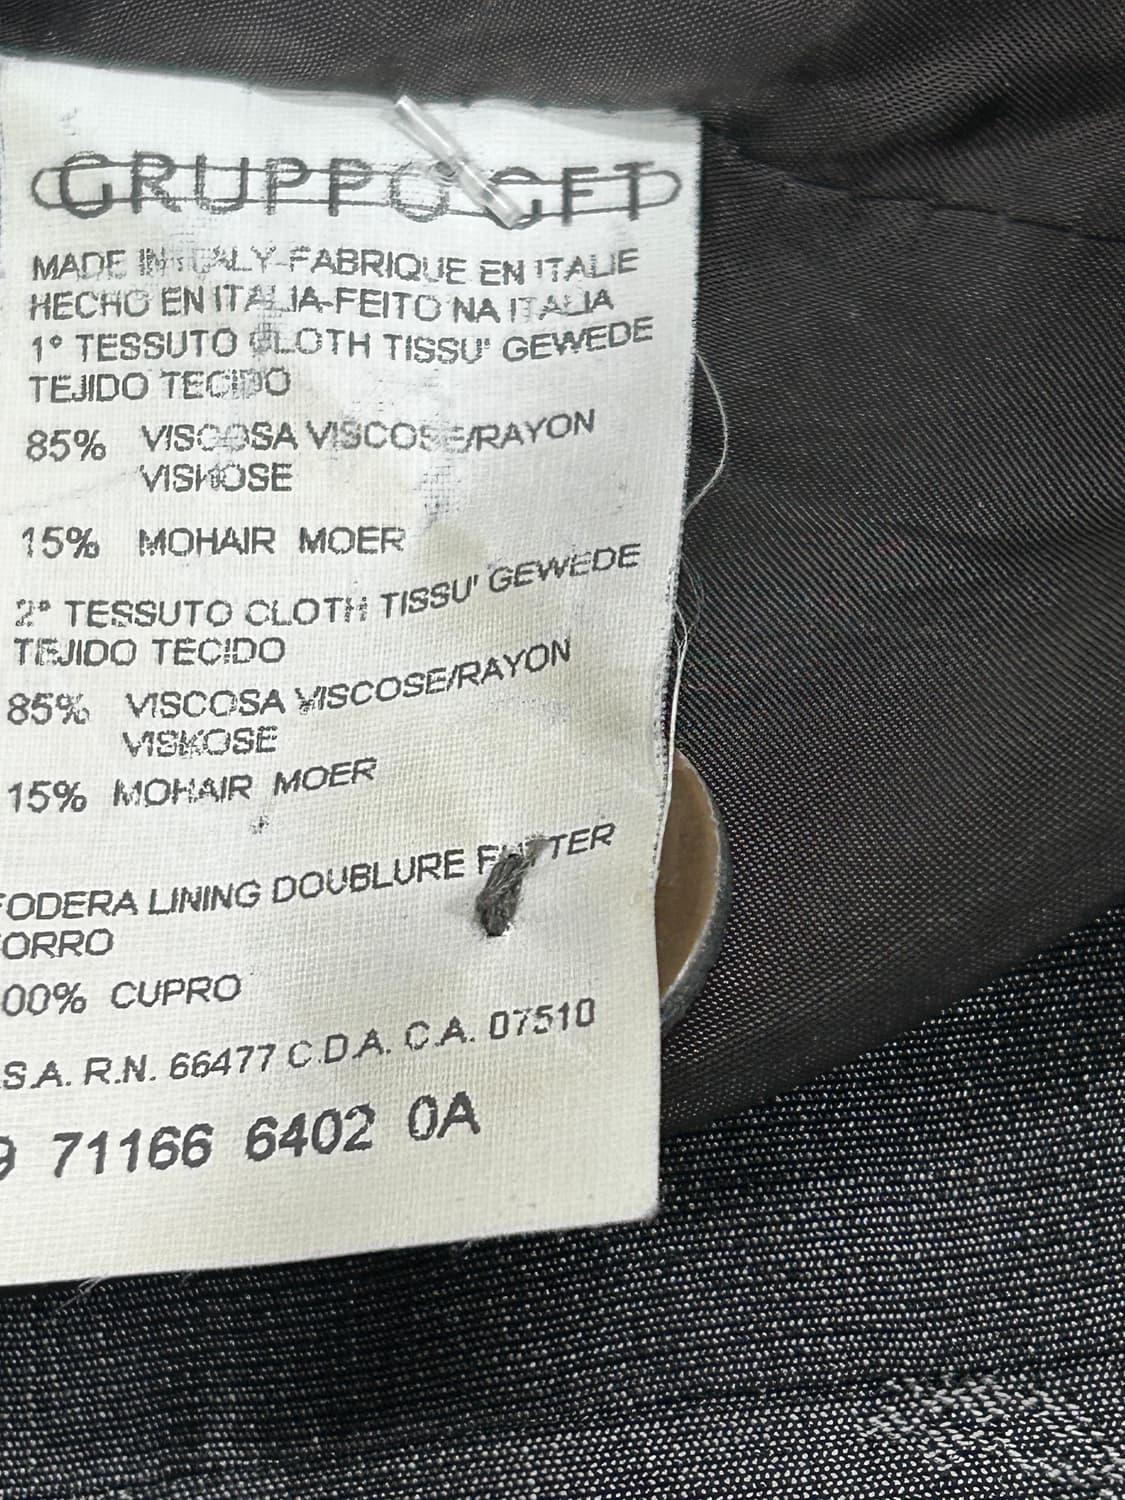 GRUPPO GFT
MADE IN ITALY-FABRIQUE EN ITALIE
HECHO EN ITALIA-FEITO NA ITALIA
1° TESSUTO CLOTH TISSU' GEWEDE
TEJIDO TECIDO
85% VISCOSA VISCOSE/RAYON
VISKOSE
15% MOHAIR MOER
2° TESSUTO CLOTH TISSU' GEWEDE
TEJIDO TECIDO
85% VISCOSA VISCOSE/RAYON
VISKOSE
15% MOHAIR MOER
FODERA LINING DOUBLURE FUTTER
FORRO
00% CUPRO
S.A. R.N. 66477 C.D.A. C.A. 07510
9 71166 6402 0A